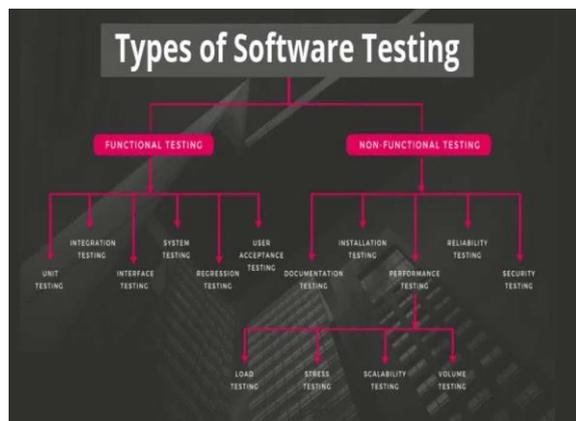 Types of Software Testing
FUNCTIONAL TESTING
NON-FUNCTIONAL TESTING
UNIT
TESTING
INTEGRATION
TESTING
INTERFACE
TESTING
SYSTEM
TESTING
REGRESSION
TESTING
USER
ACCEPTANCE
TESTING
DOCUMENTATION
TESTING
INSTALLATION
TESTING
PERFORMANCE
TESTING
RELIABILITY
TESTING
SECURITY
TESTING
LOAD
TESTING
STRESS
TESTING
SCALABILITY
TESTING
VOLUME
TESTING